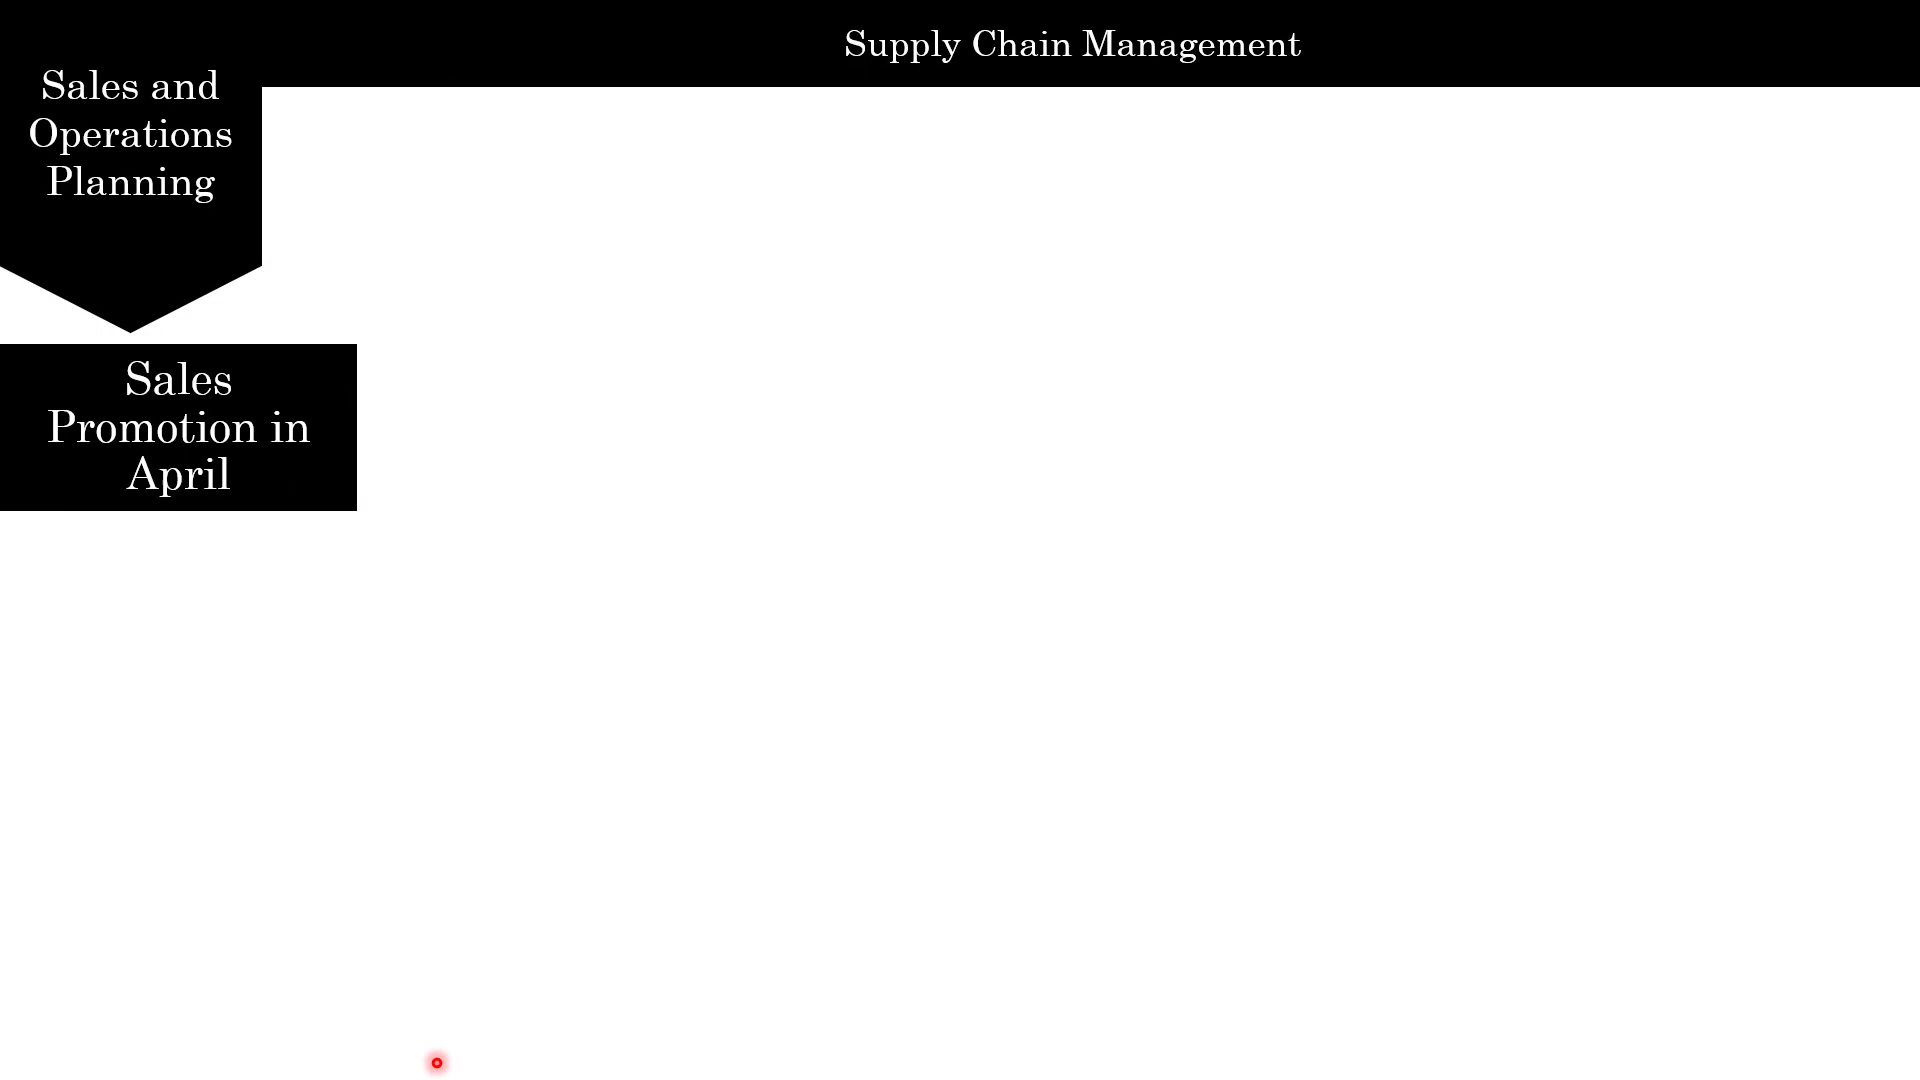 Supply Chain Management
Sales and
Operations
Planning
Sales
Promotion in
April